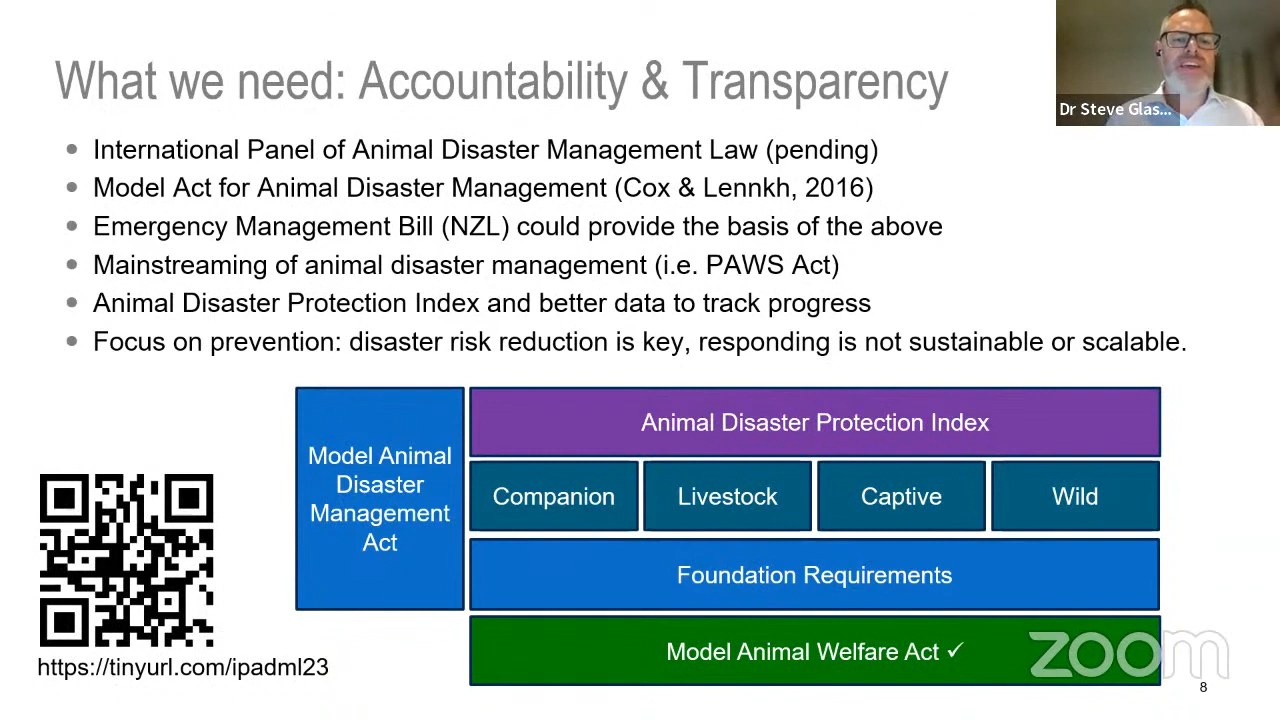 What we need: Accountability & Transparency
Dr Steve Glas...
International Panel of Animal Disaster Management Law (pending)
Model Act for Animal Disaster Management (Cox & Lennkh, 2016)
Emergency Management Bill (NZL) could provide the basis of the above
Mainstreaming of animal disaster management (i.e. PAWS Act)
Animal Disaster Protection Index and better data to track progress
Focus on prevention: disaster risk reduction is key, responding is not sustainable or scalable.
Model Animal
Disaster
Management
Act
Animal Disaster Protection Index
Companion
Livestock
Captive
Wild
Foundation Requirements
Model Animal Welfare Act ✓
zoom
https://tinyurl.com/ipadml23
8